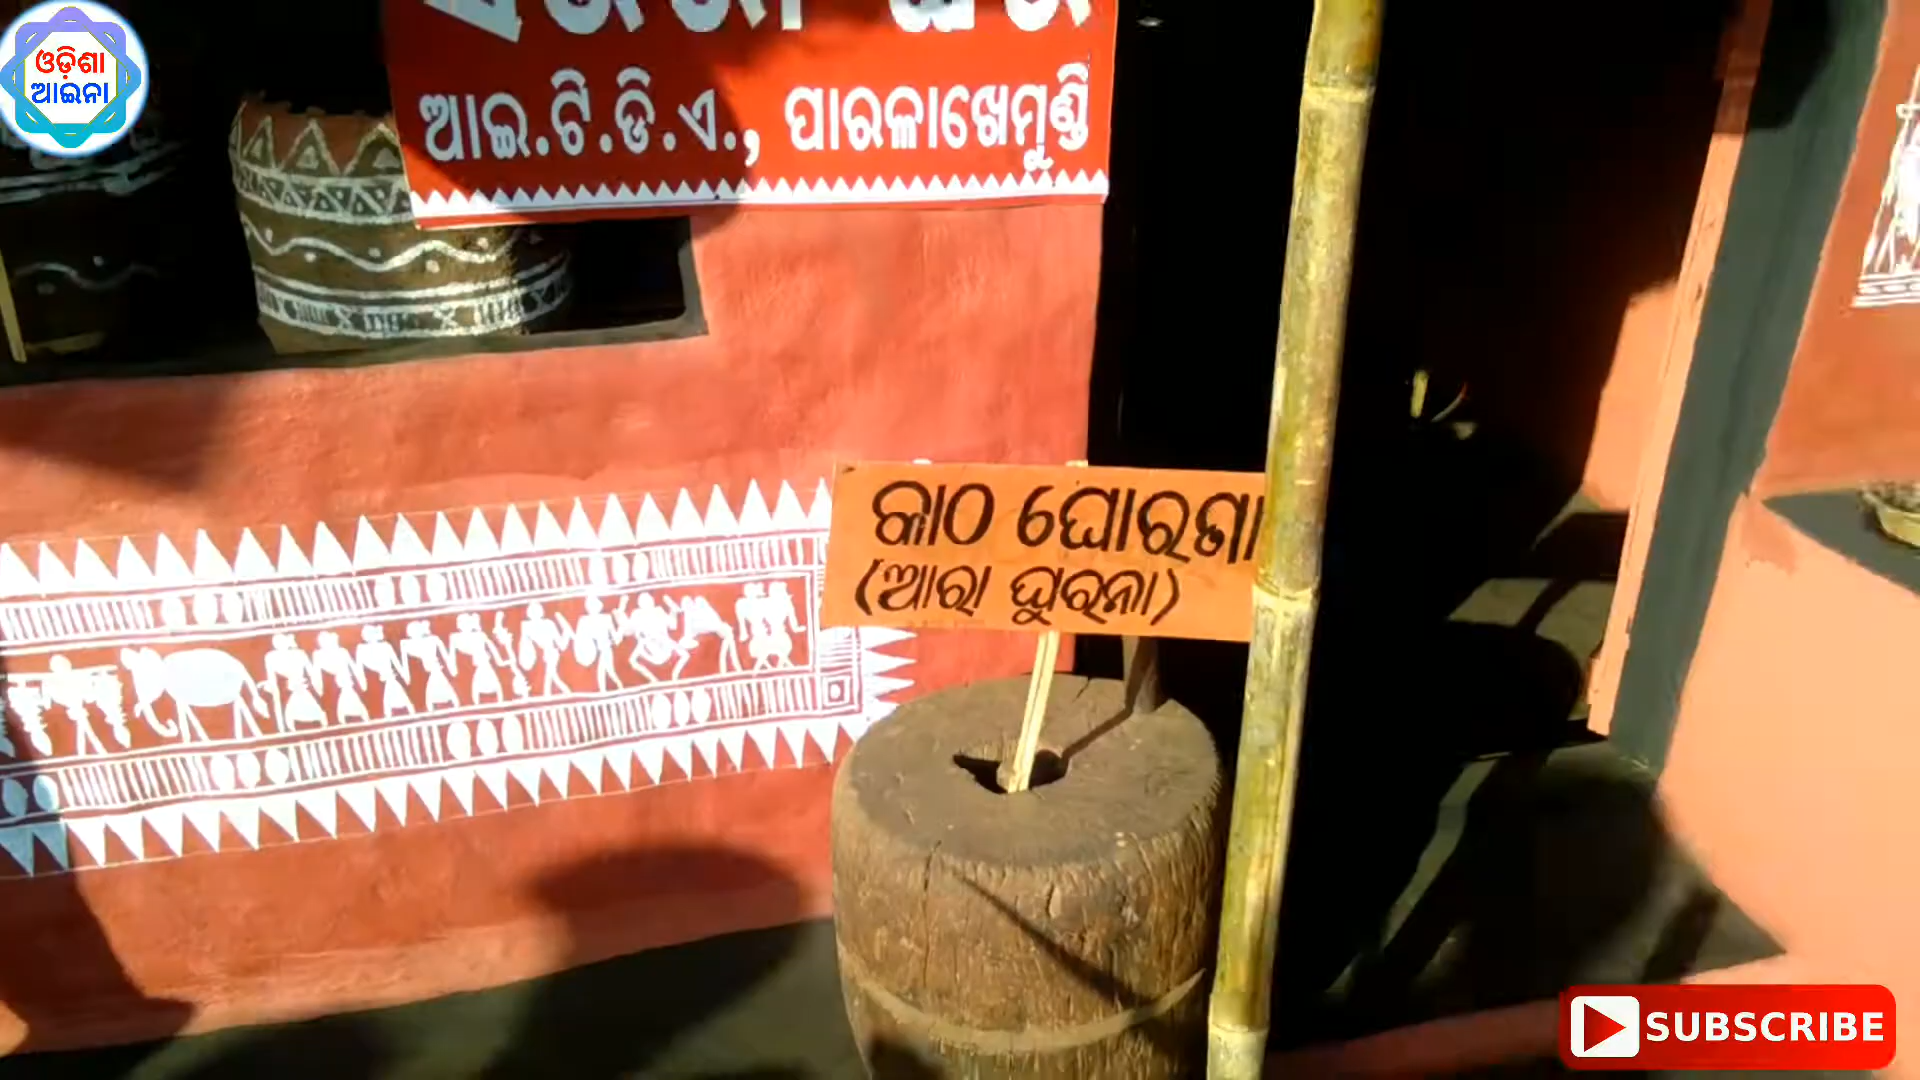 ଓଡ଼ିଶା
ଆଇନା
ଆଇ.ଟି.ଡି.ଏ., ପାରଳାଖେମୁଣ୍ଡି
କାଠ ଘୋରଣା
(ଆରା ଘୁରନା)
SUBSCRIBE